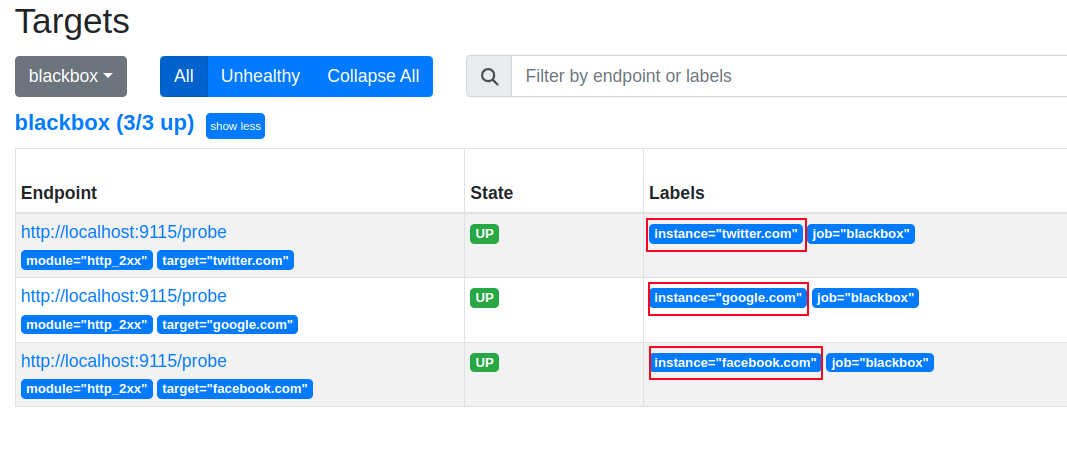 Targets
blackbox All Unhealthy Collapse All Filter by endpoint or labels
blackbox (3/3 up) show less
Endpoint State Labels
http://localhost:9115/probe UP instance="twitter.com" job="blackbox"
module="http_2xx" target="twitter.com"
http://localhost:9115/probe UP instance="google.com" job="blackbox"
module="http_2xx" target="google.com"
http://localhost:9115/probe UP instance="facebook.com" job="blackbox"
module="http_2xx" target="facebook.com"